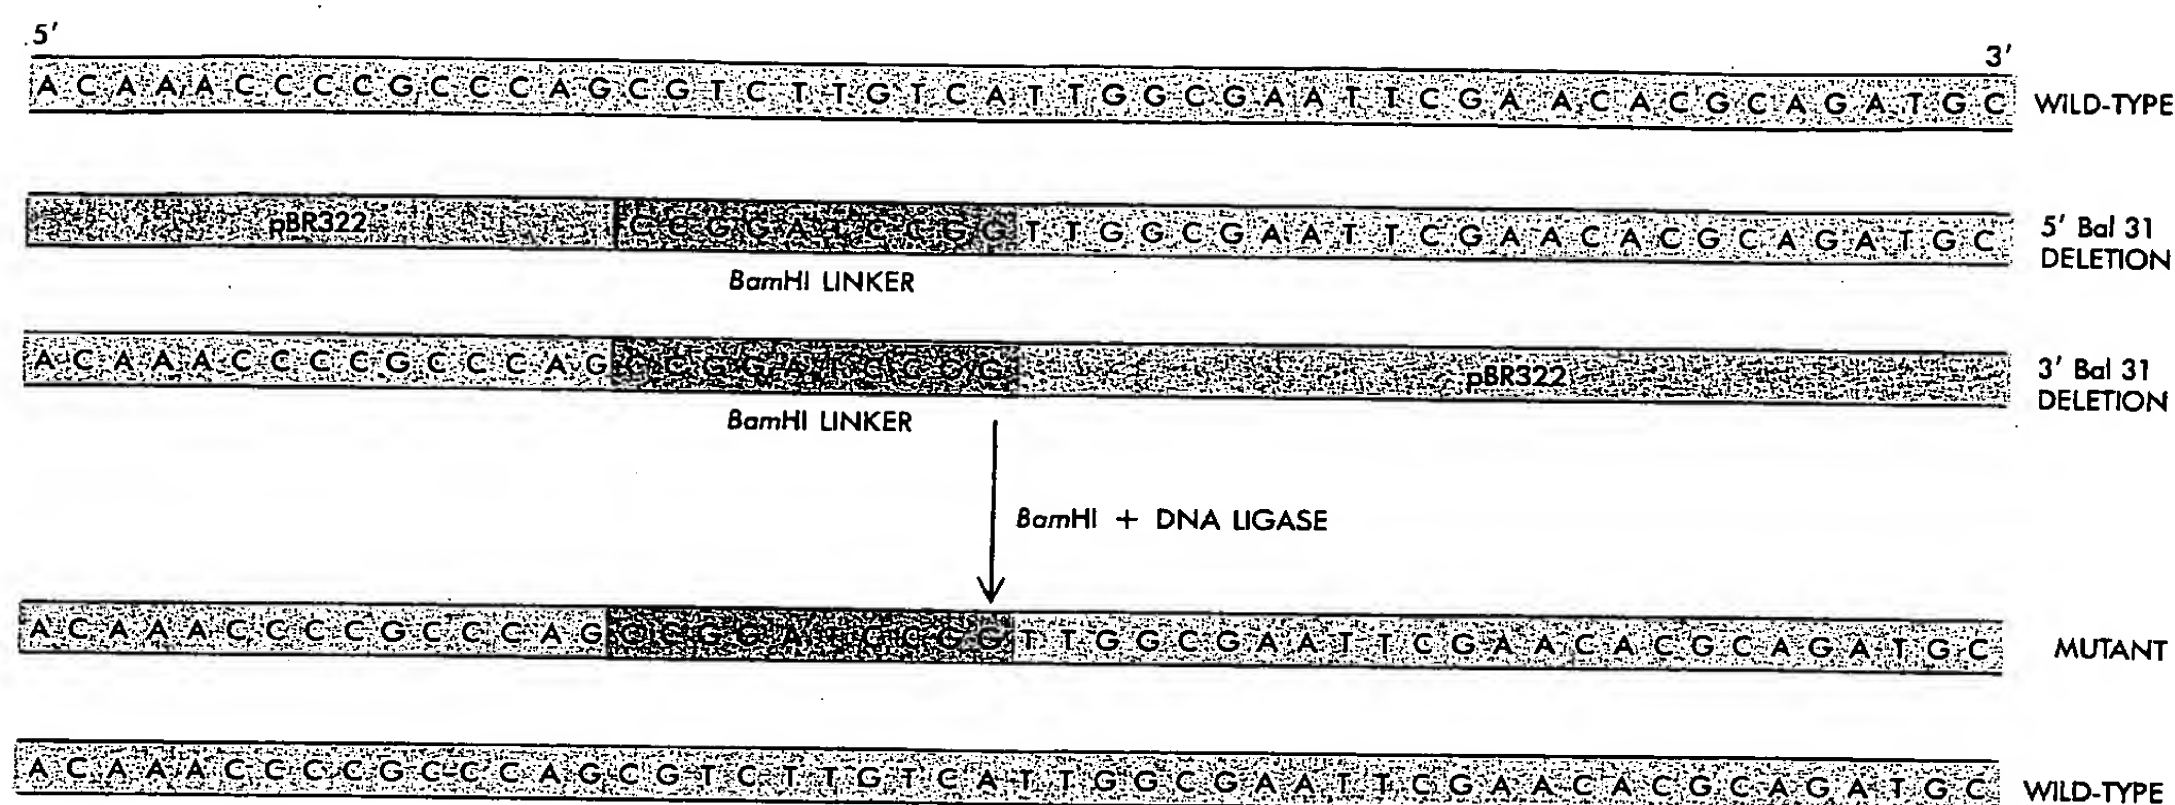 5' 3'
A C A A A C C C C G C C C A G C G T C T T G T C A T T G G C G A A T T C G A A C A C G C A G A T G C WILD-TYPE
pBR322 C C G G A T C C G G T T G G C G A A T T C G A A C A C G C A G A T G C 5' Bal 31 DELETION
BamHI LINKER
A C A A A C C C C G C C C A G C C G G A T C C G G pBR322 3' Bal 31 DELETION
BamHI LINKER
BamHI + DNA LIGASE
A C A A A C C C C G C C C A G C C G G A T C C G G T T G G C G A A T T C G A A C A C G C A G A T G C MUTANT
A C A A A C C C C G C C C A G C G T C T T G T C A T T G G C G A A T T C G A A C A C G C A G A T G C WILD-TYPE